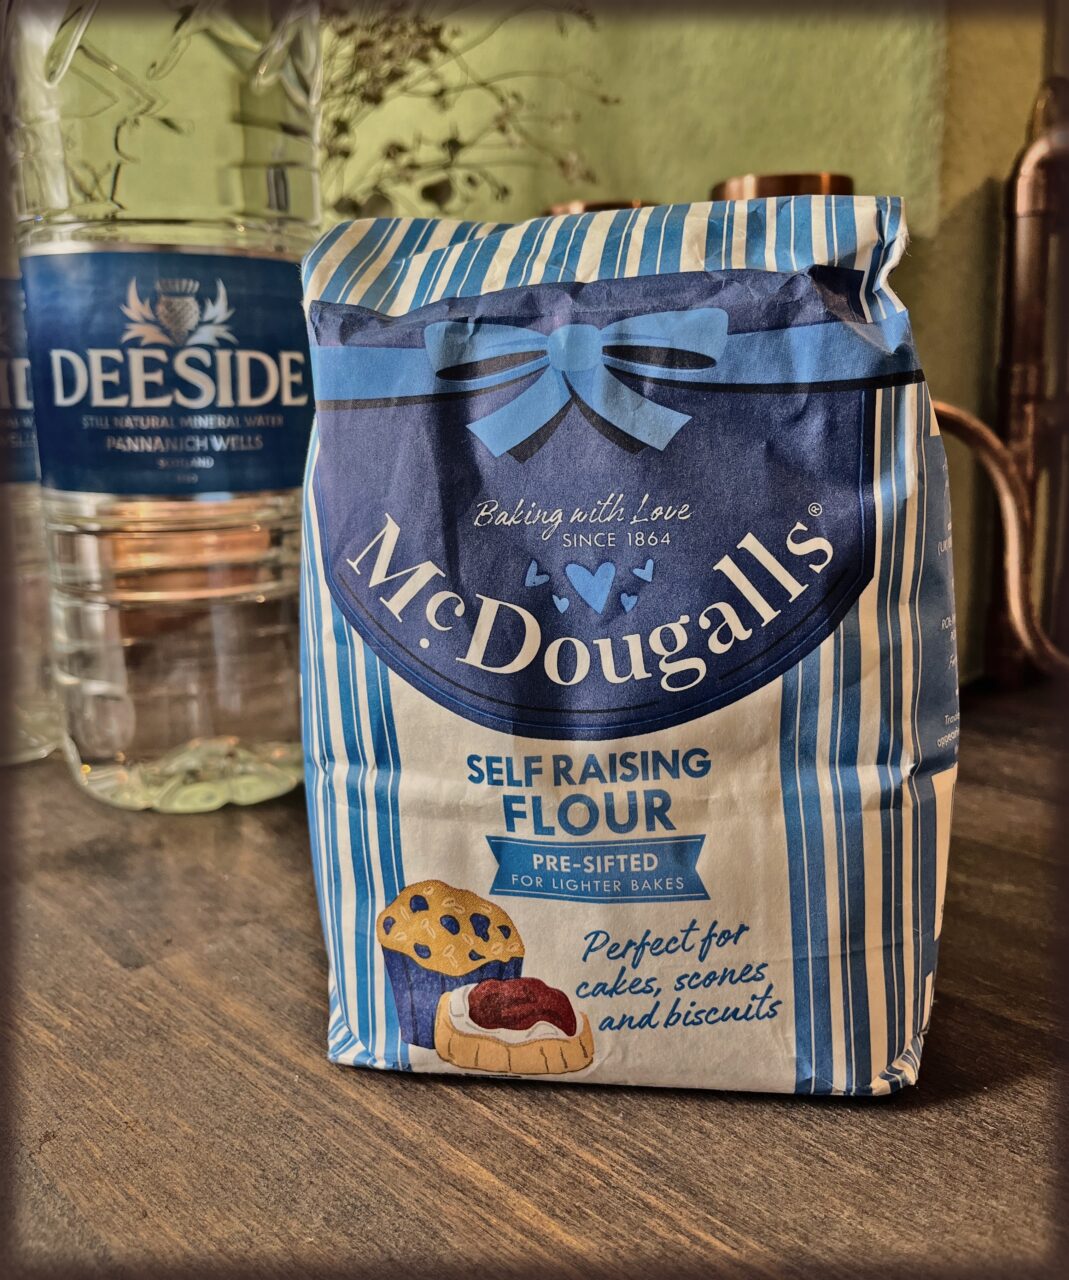 DEESIDE
STILL NATURAL MINERAL WATER
PANNANICH WELLS
SCOTLAND
Baking with Love
SINCE 1864
McDougalls®
SELF RAISING
FLOUR
PRE-SIFTED
FOR LIGHTER BAKES
Perfect for
cakes, scones
and biscuits